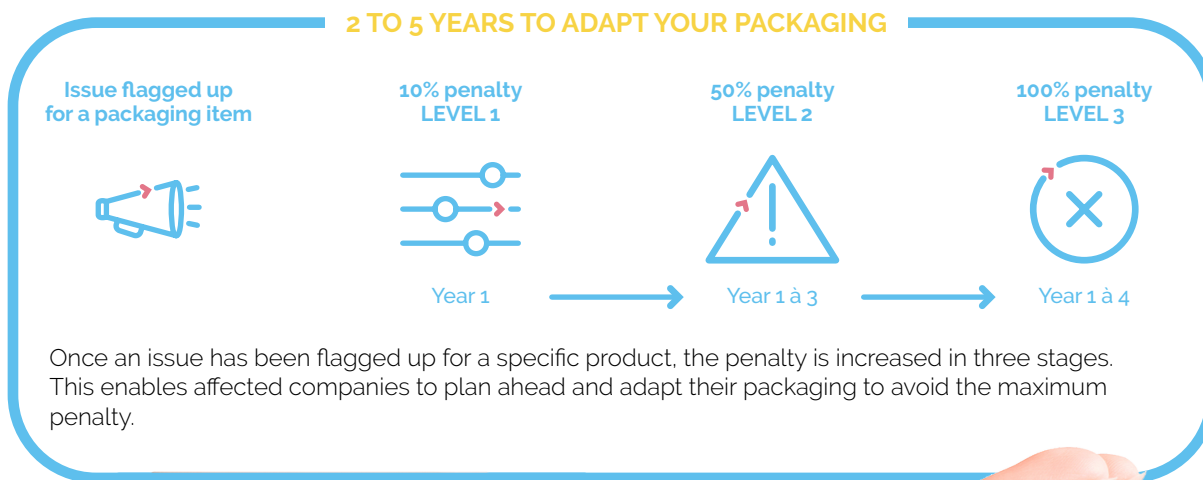 2 TO 5 YEARS TO ADAPT YOUR PACKAGING
Issue flagged up
for a packaging item
10% penalty
LEVEL 1
50% penalty
LEVEL 2
100% penalty
LEVEL 3
Year 1
Year 1 à 3
Year 1 à 4
Once an issue has been flagged up for a specific product, the penalty is increased in three stages.
This enables affected companies to plan ahead and adapt their packaging to avoid the maximum
penalty.